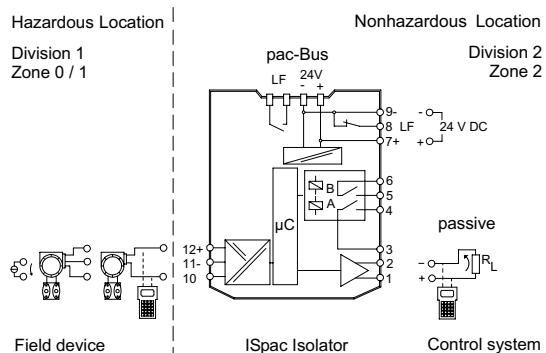 Hazardous Location
Nonhazardous Location
Division 1
Zone 0 / 1
Division 2
Zone 2
pac-Bus
LF 24V
- +
9- - 24 V DC
8 LF
7+ +
6
B
5
A
4
µC
passive
3
12+
11-
10
2
1
–
+
RL
Field device
ISpac Isolator
Control system